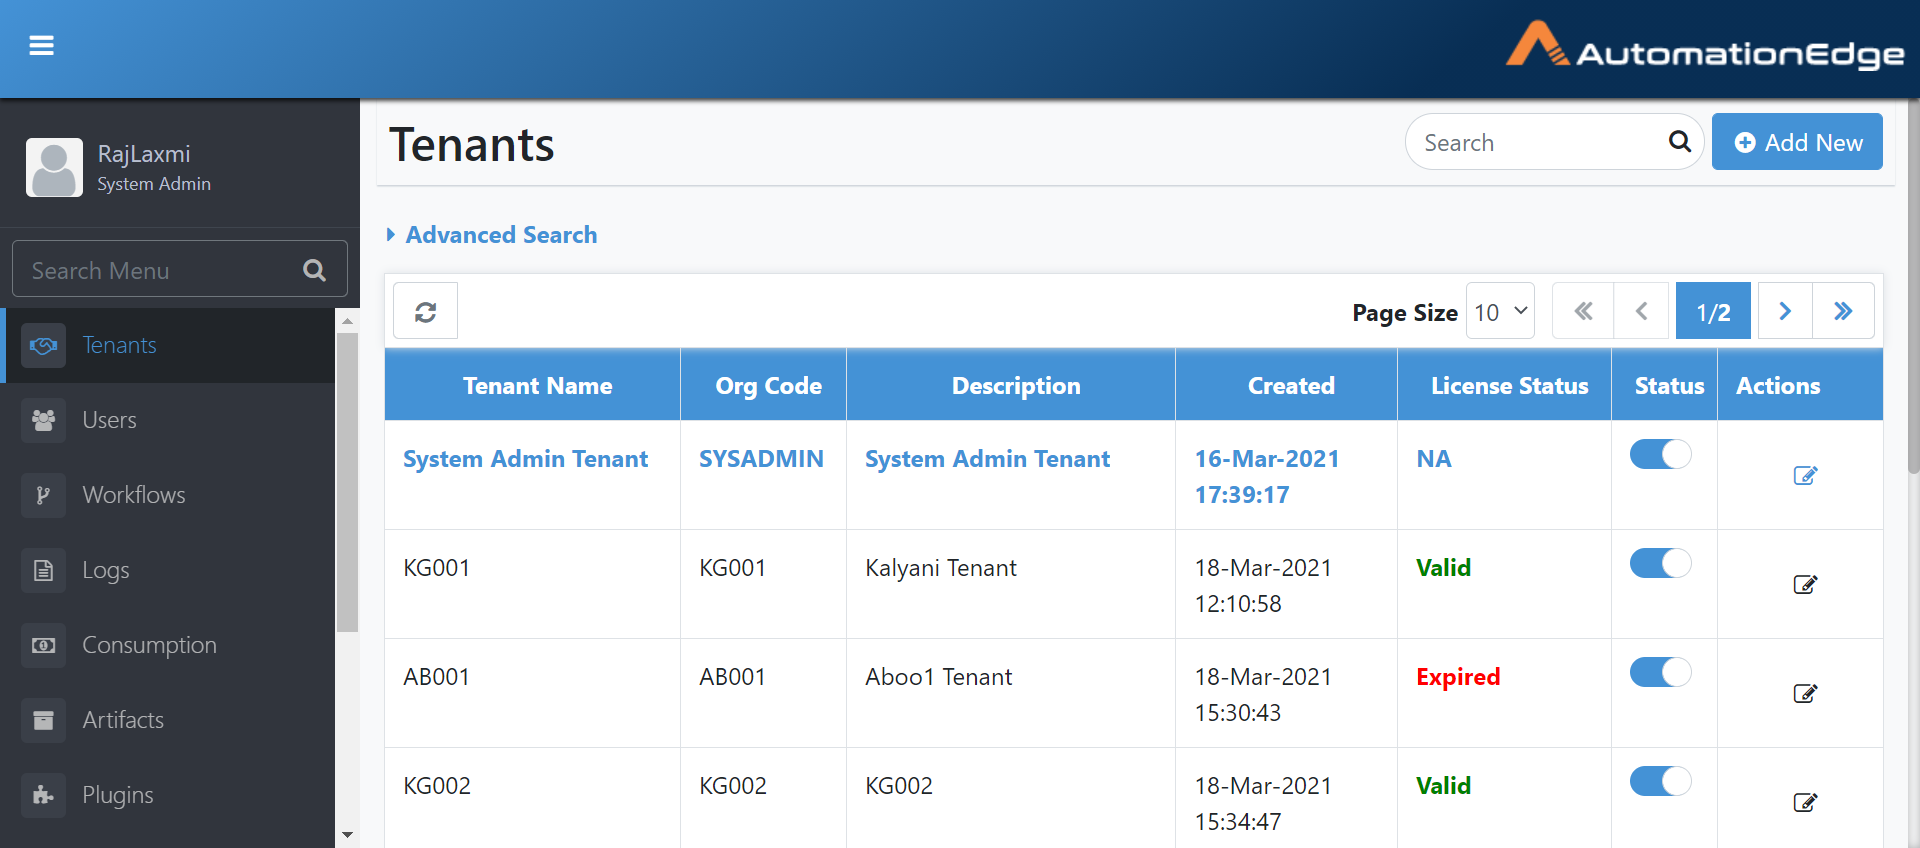 AutomationEdge
RajLaxmi
System Admin
Search Menu
Tenants
Users
Workflows
Logs
Consumption
Artifacts
Plugins
Tenants
Search
Add New
Advanced Search
Page Size 10 1/2
Tenant Name Org Code Description Created License Status Status Actions
System Admin Tenant SYSADMIN System Admin Tenant 16-Mar-2021 NA
17:39:17
KG001 KG001 Kalyani Tenant 18-Mar-2021 Valid
12:10:58
AB001 AB001 Aboo1 Tenant 18-Mar-2021 Expired
15:30:43
KG002 KG002 KG002 18-Mar-2021 Valid
15:34:47